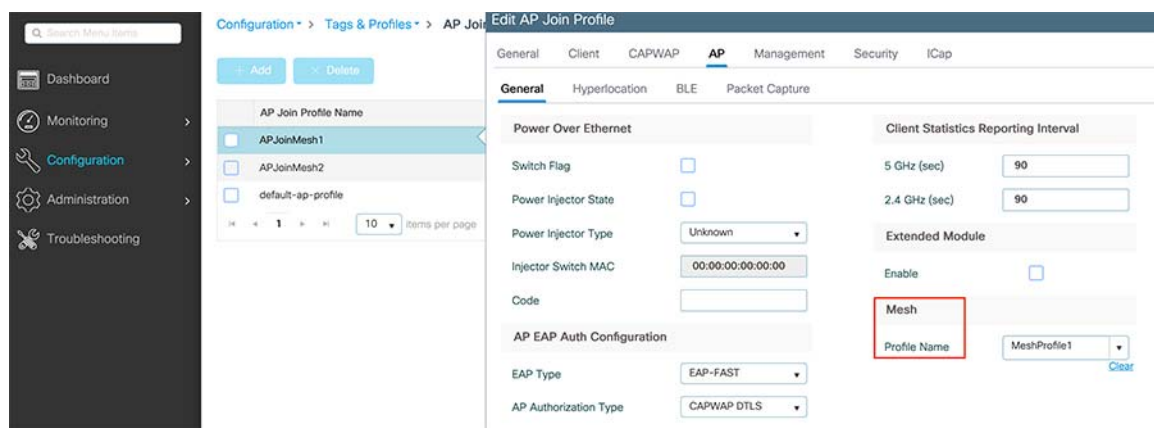 Search Menu Items
Dashboard
Monitoring
Configuration
Administration
Troubleshooting
Configuration > Tags & Profiles > AP Joi
+ Add
× Delete
AP Join Profile Name
APJoinMesh1
APJoinMesh2
default-ap-profile
1
10
items per page
Edit AP Join Profile
General Client CAPWAP AP Management Security ICap
General Hyperlocation BLE Packet Capture
Power Over Ethernet
Switch Flag
Power Injector State
Power Injector Type Unknown
Injector Switch MAC 00:00:00:00:00:00
Code
AP EAP Auth Configuration
EAP Type EAP-FAST
AP Authorization Type CAPWAP DTLS
Client Statistics Reporting Interval
5 GHz (sec) 90
2.4 GHz (sec) 90
Extended Module
Enable
Mesh
Profile Name MeshProfile1
Clear